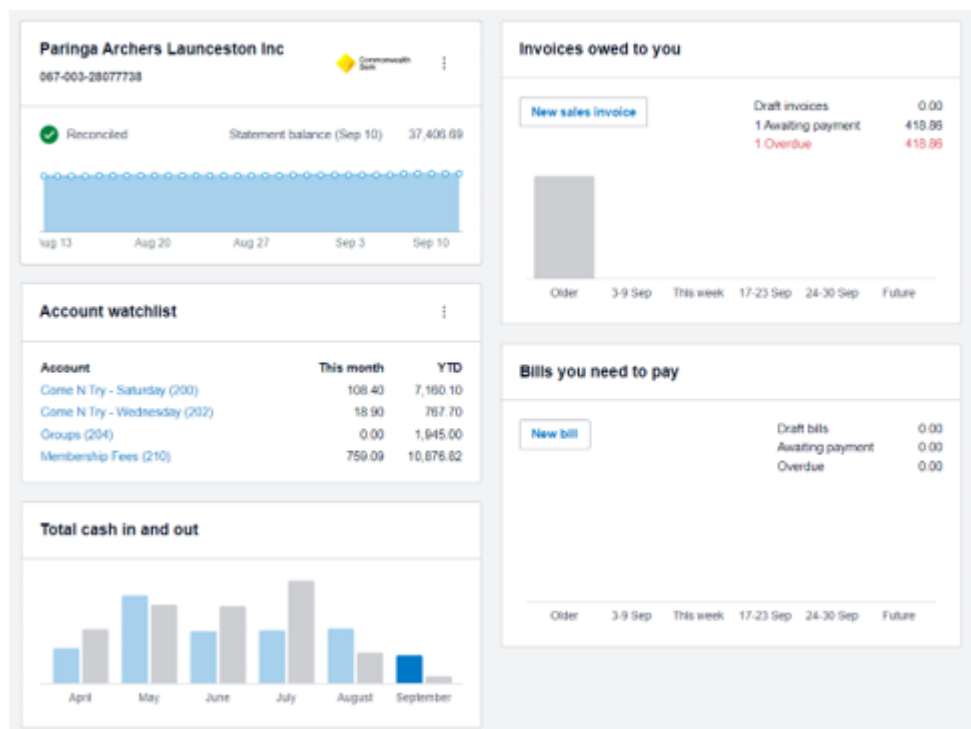 Paringa Archers Launceston Inc
067-003-28077738
Commonwealth
Bank
Reconciled
Statement balance (Sep 10) 37,406.69
Aug 13 Aug 20 Aug 27 Sep 3 Sep 10
Account watchlist
Account This month YTD
Come N Try - Saturday (200) 108.40 7,160.10
Come N Try - Wednesday (202) 18.90 767.70
Groups (204) 0.00 1,945.00
Membership Fees (210) 759.09 10,876.82
Total cash in and out
April May June July August September
Invoices owed to you
New sales invoice
Draft invoices 0.00
1 Awaiting payment 418.86
1 Overdue 418.86
Older 3-9 Sep This week 17-23 Sep 24-30 Sep Future
Bills you need to pay
New bill
Draft bills 0.00
Awaiting payment 0.00
Overdue 0.00
Older 3-9 Sep This week 17-23 Sep 24-30 Sep Future